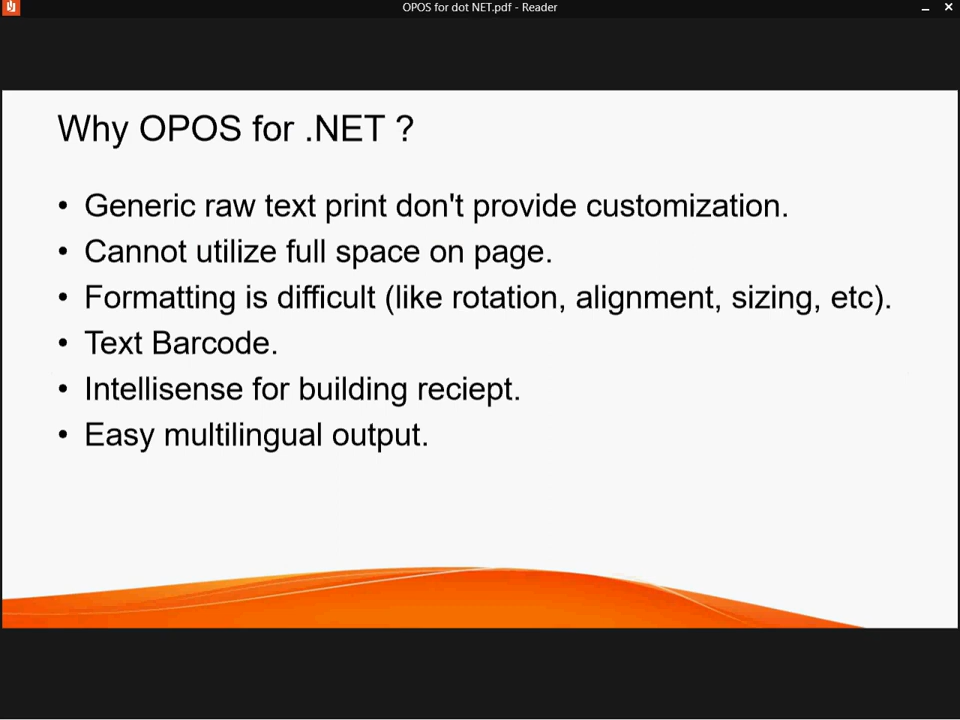 OPOS for dot NET.pdf - Reader
Why OPOS for .NET ?
• Generic raw text print don't provide customization.
• Cannot utilize full space on page.
• Formatting is difficult (like rotation, alignment, sizing, etc).
• Text Barcode.
• Intellisense for building reciept.
• Easy multilingual output.